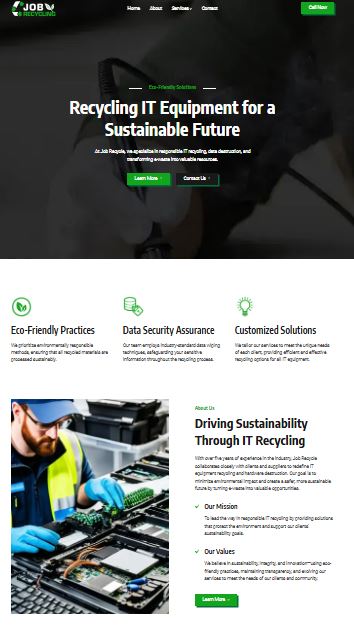 JOB
RECYCLING
Home About Services Contact
Call Now
Eco-Friendly Solutions
Recycling IT Equipment for a
Sustainable Future
At Job Recycle, we specialize in responsible IT recycling, data destruction, and
transforming e-waste into valuable resources.
Learn More Contact Us
Eco-Friendly Practices
We prioritize environmentally responsible
methods, ensuring that all recycled materials are
processed sustainably.
Data Security Assurance
Our team employs industry-standard data wiping
techniques, safeguarding your sensitive
information throughout the recycling process.
Customized Solutions
We tailor our services to meet the unique needs
of each client, providing efficient and effective
recycling options for all IT equipment.
About Us
Driving Sustainability
Through IT Recycling
With over five years of experience in the industry, Job Recycle
collaborates closely with clients and suppliers to redefine IT
equipment recycling and hardware destruction. Our goal is to
minimize environmental impact and create a safer, more sustainable
future by turning e-waste into valuable opportunities.
Our Mission
To lead the way in responsible IT recycling by providing solutions
that protect the environment and support our clients'
sustainability goals.
Our Values
We believe in sustainability, integrity, and innovation—using eco-
friendly practices, maintaining transparency, and evolving our
services to meet the needs of our clients and community.
Learn More